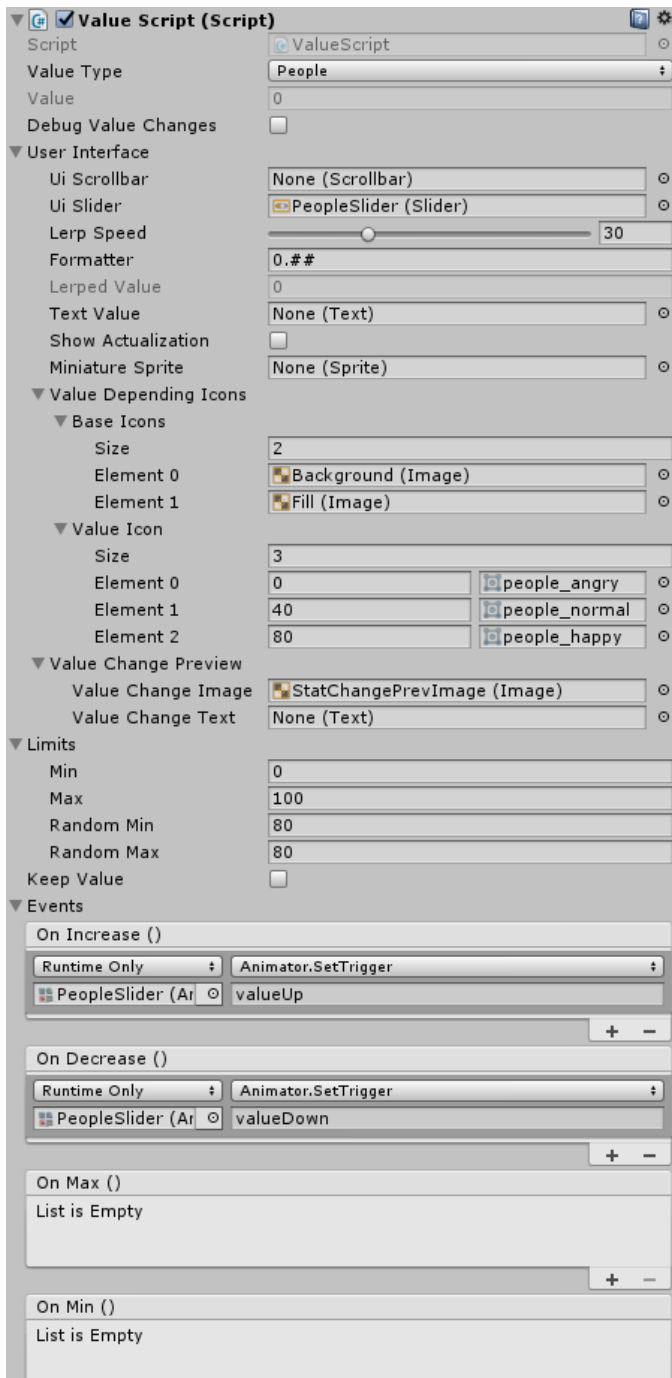 Value Script (Script)
Script ValueScript
Value Type People
Value 0
Debug Value Changes
User Interface
Ui Scrollbar None (Scrollbar)
Ui Slider PeopleSlider (Slider)
Lerp Speed 30
Formatter 0.##
Lerped Value 0
Text Value None (Text)
Show Actualization
Miniature Sprite None (Sprite)
Value Depending Icons
Base Icons
Size 2
Element 0 Background (Image)
Element 1 Fill (Image)
Value Icon
Size 3
Element 0 0 people_angry
Element 1 40 people_normal
Element 2 80 people_happy
Value Change Preview
Value Change Image StatChangePrevImage (Image)
Value Change Text None (Text)
Limits
Min 0
Max 100
Random Min 80
Random Max 80
Keep Value
Events
On Increase ()
Runtime Only Animator.SetTrigger
PeopleSlider (Ar valueUp
+ −
On Decrease ()
Runtime Only Animator.SetTrigger
PeopleSlider (Ar valueDown
+ −
On Max ()
List is Empty
+ −
On Min ()
List is Empty